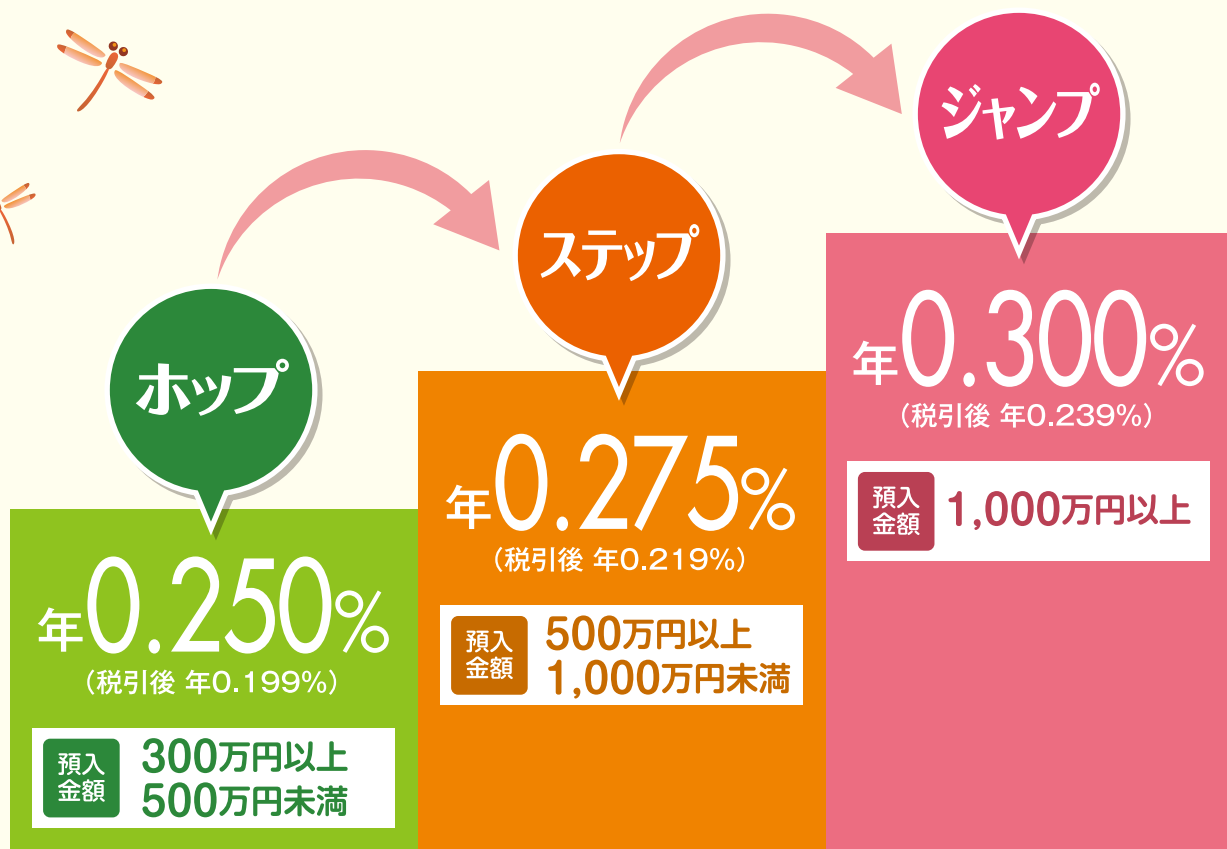 ホップ
年0.250%
（税引後 年0.199%）
預入
金額
300万円以上
500万円未満
ステップ
年0.275%
（税引後 年0.219%）
預入
金額
500万円以上
1,000万円未満
ジャンプ
年0.300%
（税引後 年0.239%）
預入
金額
1,000万円以上